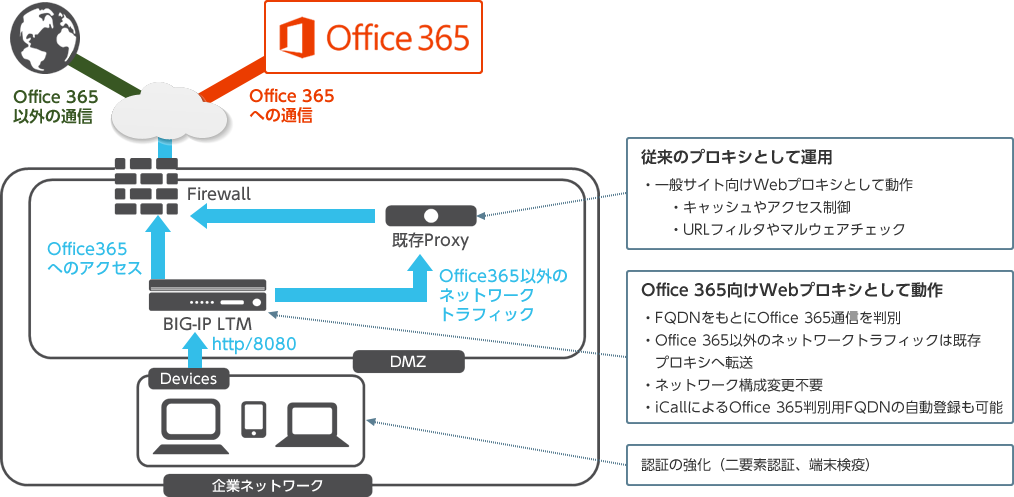 Office 365
Office 365
以外の通信
Office 365
への通信
Firewall
既存Proxy
Office365
へのアクセス
Office365以外の
ネットワーク
トラフィック
BIG-IP LTM
http/8080
DMZ
Devices
企業ネットワーク
従来のプロキシとして運用
・一般サイト向けWebプロキシとして動作
・キャッシュやアクセス制御
・URLフィルタやマルウェアチェック
Office 365向けWebプロキシとして動作
・FQDNをもとにOffice 365通信を判別
・Office 365以外のネットワークトラフィックは既存
プロキシへ転送
・ネットワーク構成変更不要
・iCallによるOffice 365判別用FQDNの自動登録も可能
認証の強化（二要素認証、端末検疫）